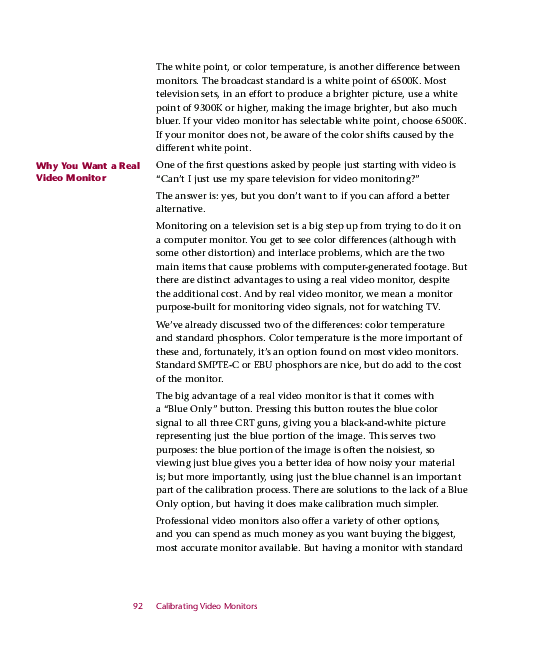 The white point, or color temperature, is another difference between
monitors. The broadcast standard is a white point of 6500K. Most
television sets, in an effort to produce a brighter picture, use a white
point of 9300K or higher, making the image brighter, but also much
bluer. If your video monitor has selectable white point, choose 6500K.
If your monitor does not, be aware of the color shifts caused by the
different white point.
Why You Want a Real
Video Monitor
One of the first questions asked by people just starting with video is
“Can’t I just use my spare television for video monitoring?”
The answer is: yes, but you don’t want to if you can afford a better
alternative.
Monitoring on a television set is a big step up from trying to do it on
a computer monitor. You get to see color differences (although with
some other distortion) and interlace problems, which are the two
main items that cause problems with computer-generated footage. But
there are distinct advantages to using a real video monitor, despite
the additional cost. And by real video monitor, we mean a monitor
purpose-built for monitoring video signals, not for watching TV.
We’ve already discussed two of the differences: color temperature
and standard phosphors. Color temperature is the more important of
these and, fortunately, it’s an option found on most video monitors.
Standard SMPTE-C or EBU phosphors are nice, but do add to the cost
of the monitor.
The big advantage of a real video monitor is that it comes with
a “Blue Only” button. Pressing this button routes the blue color
signal to all three CRT guns, giving you a black-and-white picture
representing just the blue portion of the image. This serves two
purposes: the blue portion of the image is often the noisiest, so
viewing just blue gives you a better idea of how noisy your material
is; but more importantly, using just the blue channel is an important
part of the calibration process. There are solutions to the lack of a Blue
Only option, but having it does make calibration much simpler.
Professional video monitors also offer a variety of other options,
and you can spend as much money as you want buying the biggest,
most accurate monitor available. But having a monitor with standard
92 Calibrating Video Monitors